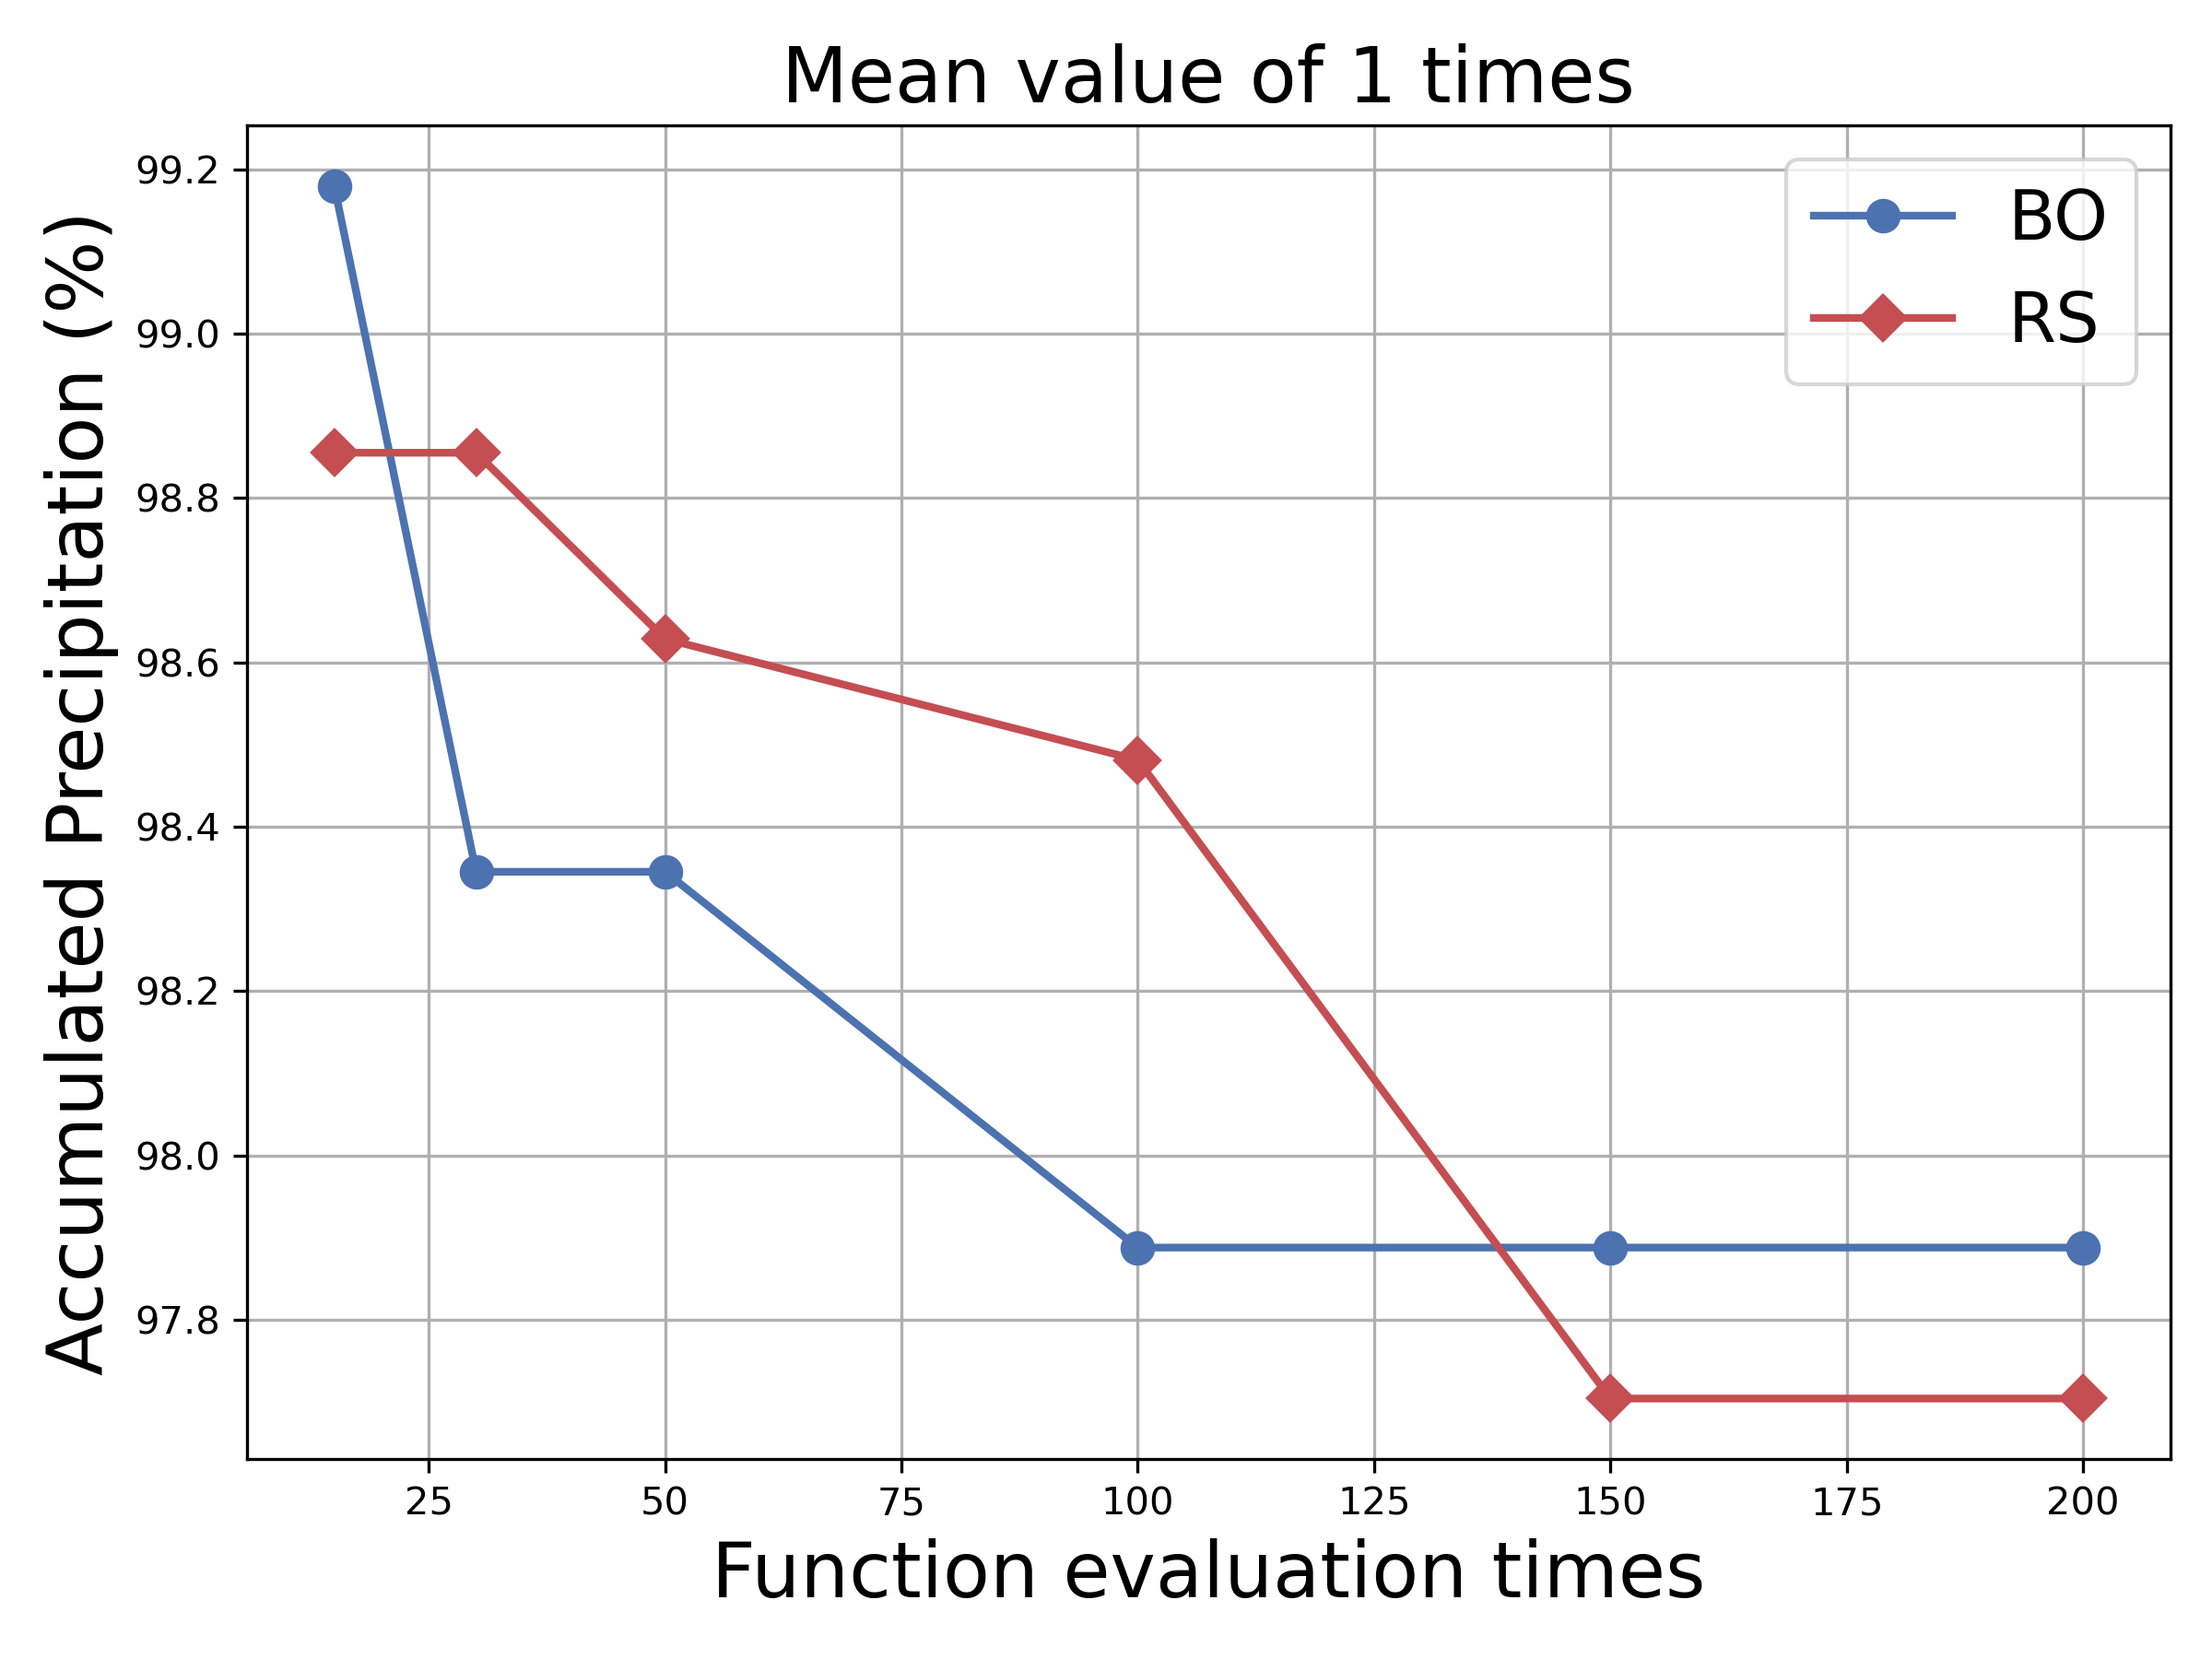 Mean value of 1 times
BO
RS
Accumulated Precipitation (%)
99.2
99.0
98.8
98.6
98.4
98.2
98.0
97.8
25 50 75 100 125 150 175 200
Function evaluation times